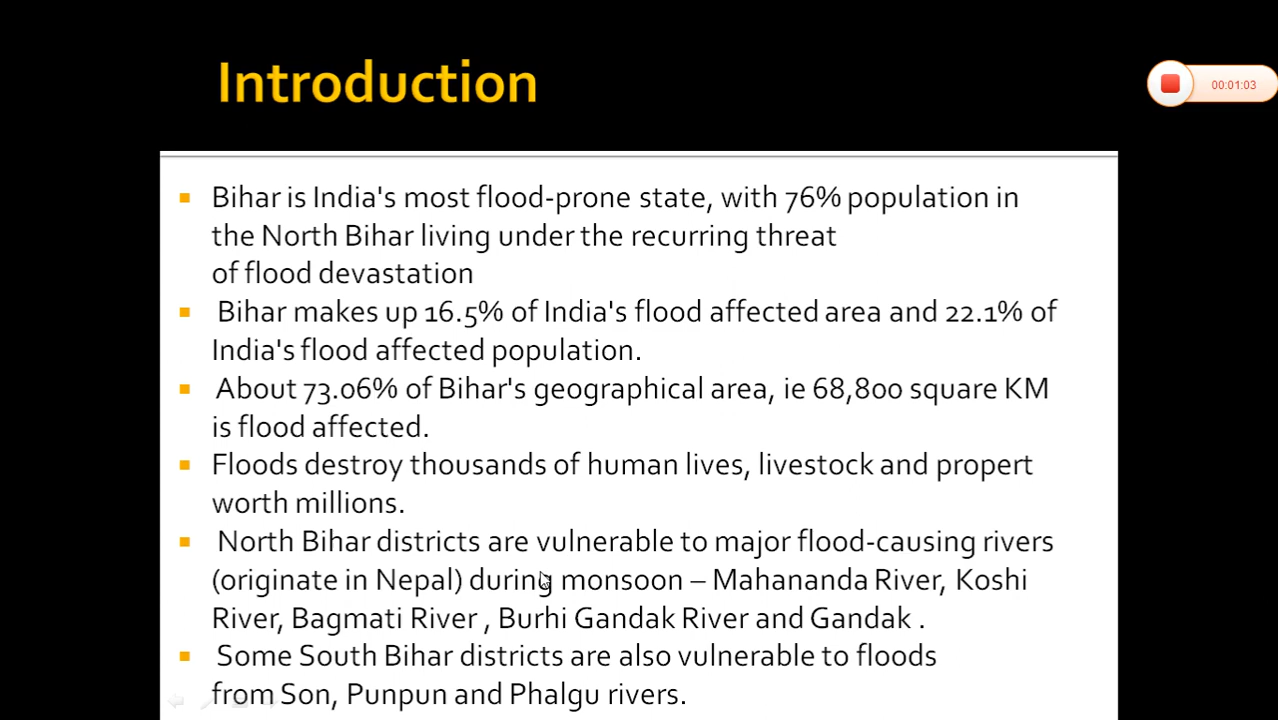 Introduction
00:01:03
Bihar is India's most flood-prone state, with 76% population in
the North Bihar living under the recurring threat
of flood devastation
Bihar makes up 16.5% of India's flood affected area and 22.1% of
India's flood affected population.
About 73.06% of Bihar's geographical area, ie 68,800 square KM
is flood affected.
Floods destroy thousands of human lives, livestock and propert
worth millions.
North Bihar districts are vulnerable to major flood-causing rivers
(originate in Nepal) during monsoon – Mahananda River, Koshi
River, Bagmati River , Burhi Gandak River and Gandak .
Some South Bihar districts are also vulnerable to floods
from Son, Punpun and Phalgu rivers.